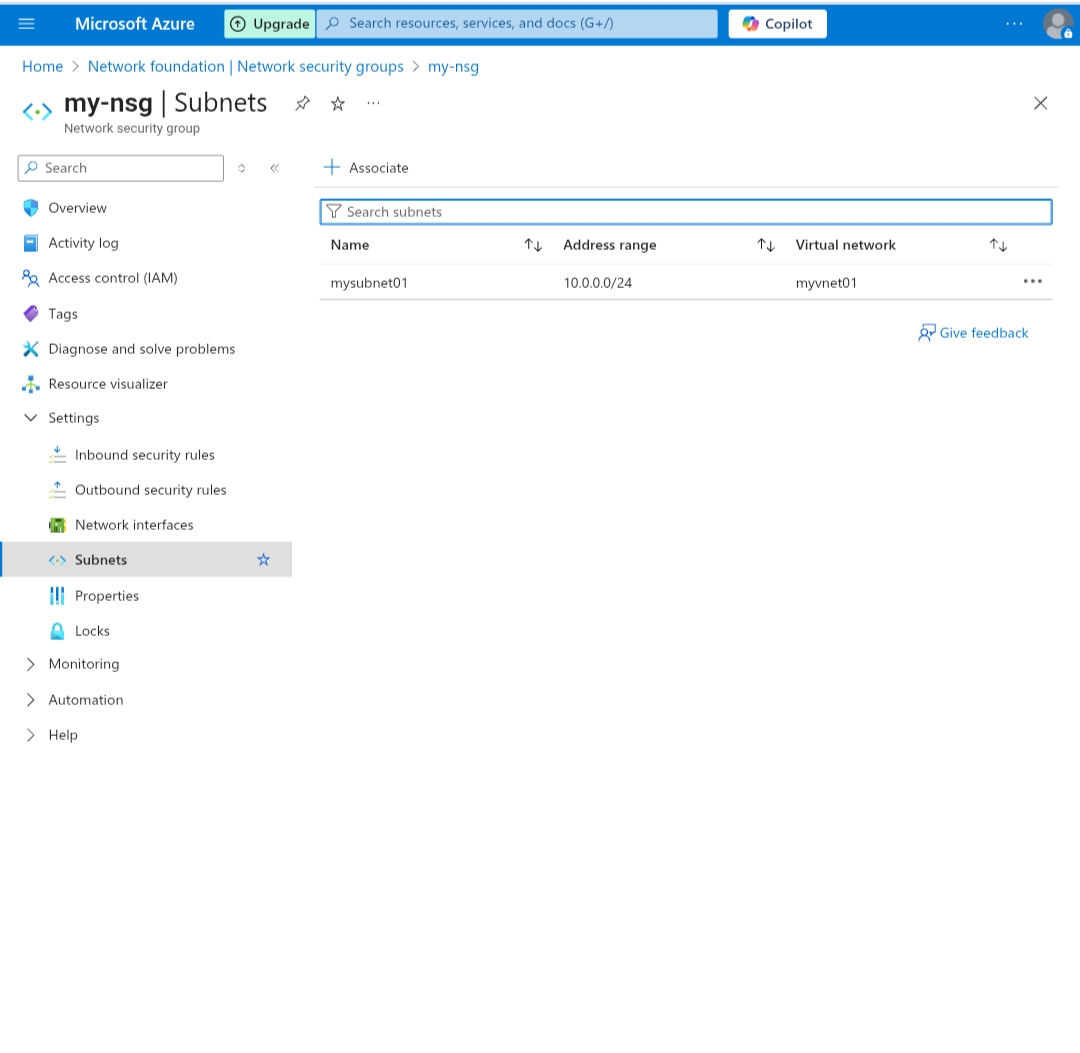 Microsoft Azure
Upgrade
Search resources, services, and docs (G+/)
Copilot
Home > Network foundation | Network security groups > my-nsg
my-nsg | Subnets
Network security group
Search
Associate
Overview
Activity log
Access control (IAM)
Tags
Diagnose and solve problems
Resource visualizer
Settings
Inbound security rules
Outbound security rules
Network interfaces
Subnets
Properties
Locks
Monitoring
Automation
Help
Search subnets
Name Address range Virtual network
mysubnet01 10.0.0.0/24 myvnet01
Give feedback